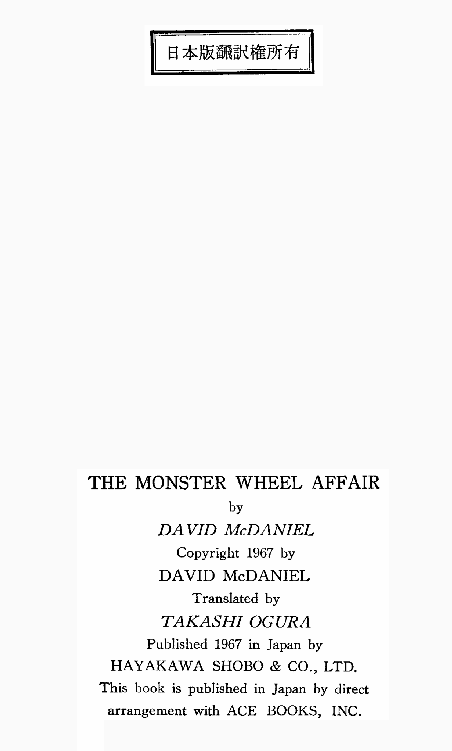 日本版飜訳権所有
THE MONSTER WHEEL AFFAIR
by
DAVID McDANIEL
Copyright 1967 by
DAVID McDANIEL
Translated by
TAKASHI OGURA
Published 1967 in Japan by
HAYAKAWA SHOBO & CO., LTD.
This book is published in Japan by direct
arrangement with ACE BOOKS, INC.